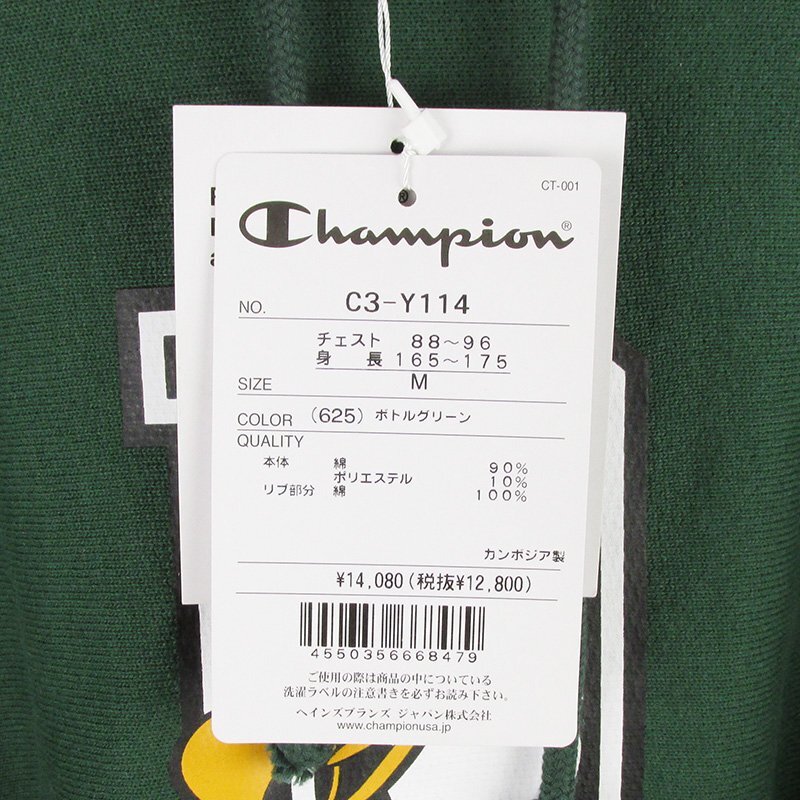 CT-001
Champion®
NO. C3-Y114
チェスト 88～96
身長 165～175
SIZE M
COLOR (625) ボトルグリーン
QUALITY
本体 綿 90%
ポリエステル 10%
リブ部分 綿 100%
カンボジア製
¥14,080(税抜¥12,800)
4550356668479
ご使用の際は商品の中についている
洗濯ラベルの注意書きを必ずお読み下さい。
ヘインズブランズ ジャパン株式会社
www.championusa.jp